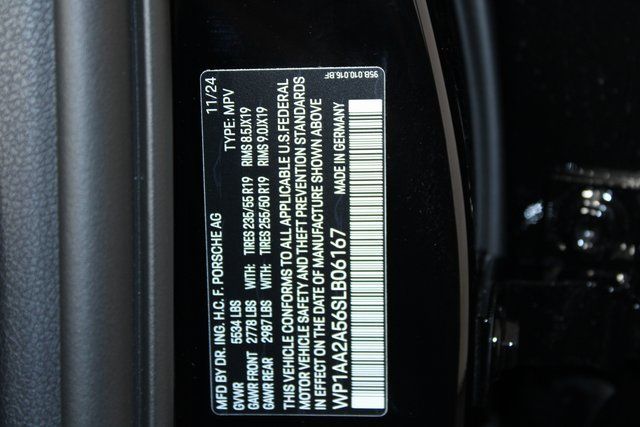 MFD BY DR. ING. H.C. F. PORSCHE AG 11/24
GVWR 5534 LBS TYPE: MPV
GAWR FRONT 2778 LBS WITH: TIRES 235/55 R19 RIMS 8.5JX19
GAWR REAR 2987 LBS WITH: TIRES 255/50 R19 RIMS 9.0JX19
THIS VEHICLE CONFORMS TO ALL APPLICABLE U.S.FEDERAL
MOTOR VEHICLE SAFETY AND THEFT PREVENTION STANDARDS
IN EFFECT ON THE DATE OF MANUFACTURE SHOWN ABOVE
WP1AA2A56SLB06167 MADE IN GERMANY
95B.010.016.BF